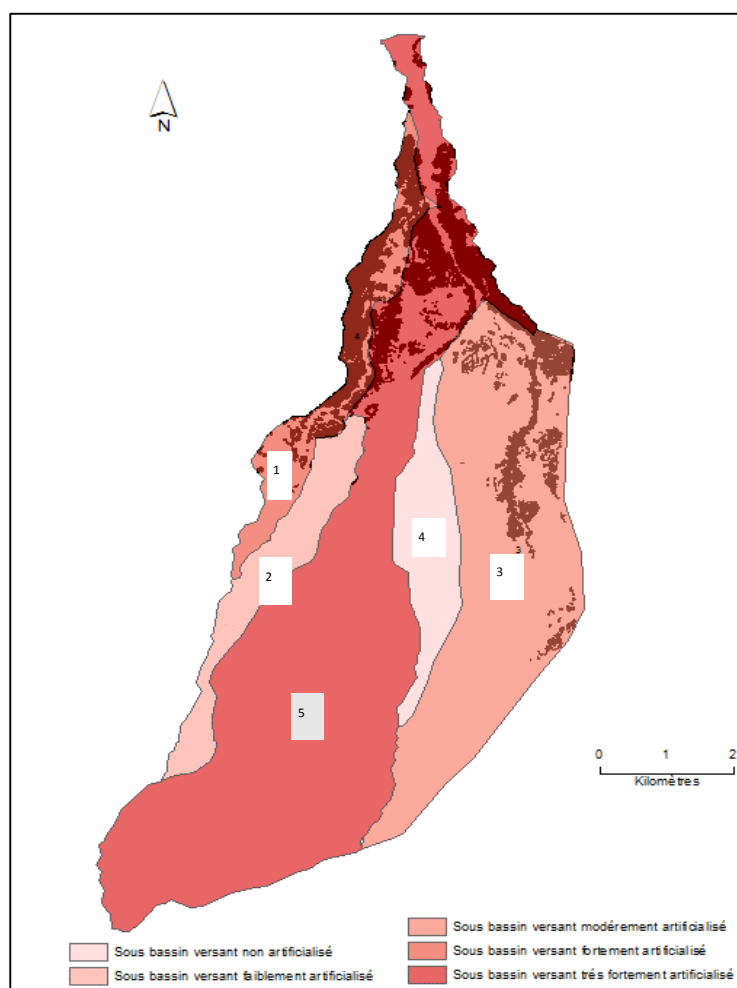 N
1
4
2
3
3
5
0 1 2
Kilomètres
Sous bassin versant non artificialisé
Sous bassin versant faiblement artificialisé
Sous bassin versant modérement artificialisé
Sous bassin versant fortement artificialisé
Sous bassin versant trés fortement artificialisé